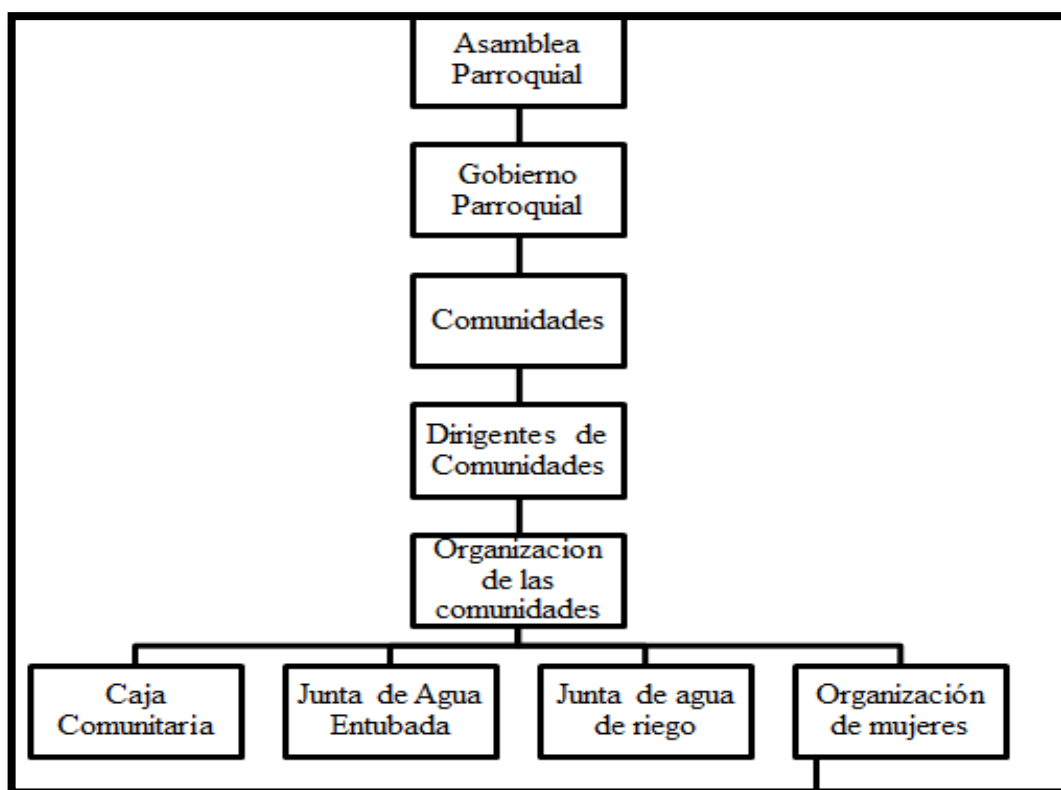 Asamblea
Parroquial
Gobierno
Parroquial
Comunidades
Dirigentes de
Comunidades
Organizacion
de las
comunidades
Caja
Comunitaria
Junta de Agua
Entubada
Junta de agua
de riego
Organización
de mujeres